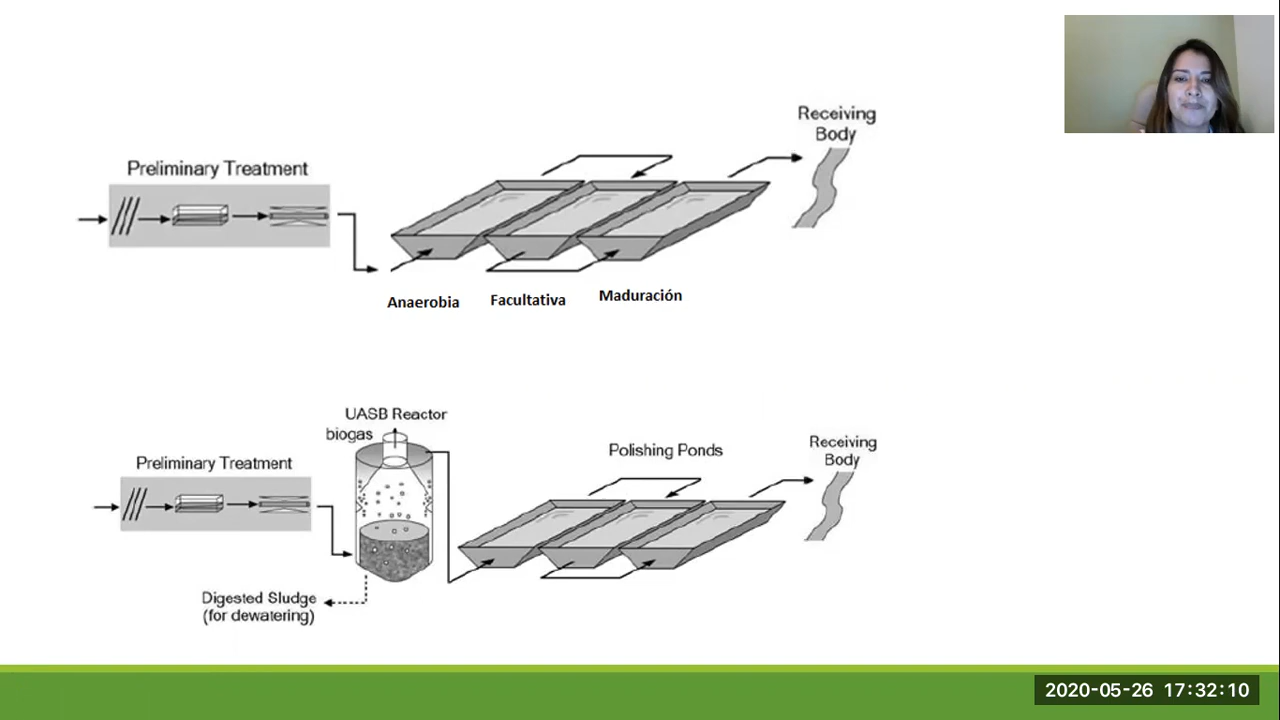 Receiving
Body
Preliminary Treatment
Anaerobia
Facultativa
Maduración
UASB Reactor
biogas
Preliminary Treatment
Polishing Ponds
Receiving
Body
Digested Sludge
(for dewatering)
2020-05-26 17:32:10